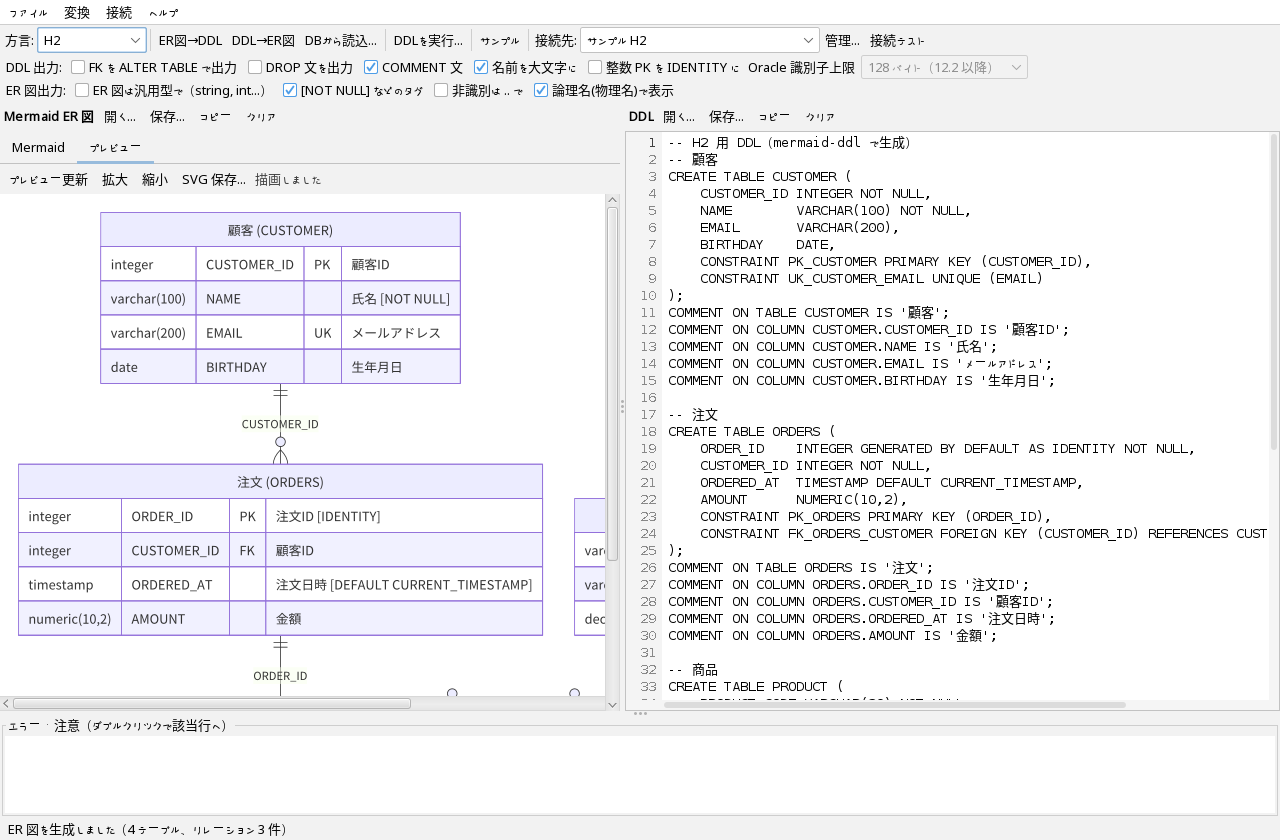 ファイル 変換 接続 ヘルプ
方言: H2 ER図→DDL DDL→ER図 DBから読込... DDLを実行... サンプル 接続先: サンプル H2 管理... 接続テスト
DDL 出力: FK を ALTER TABLE で出力 DROP 文を出力 COMMENT 文 名前を大文字に 整数 PK を IDENTITY に Oracle 識別子上限 128 バイト（12.2 以降）
ER 図出力: ER 図は汎用型で（string, int...） [NOT NULL] などのタグ 非識別は .. で 論理名(物理名)で表示
Mermaid ER 図 開く... 保存... コピー クリア
Mermaid プレビュー
プレビュー更新 拡大 縮小 SVG 保存... 描画しました
顧客 (CUSTOMER)
integer CUSTOMER_ID PK 顧客ID
varchar(100) NAME 氏名 [NOT NULL]
varchar(200) EMAIL UK メールアドレス
date BIRTHDAY 生年月日
CUSTOMER_ID
注文 (ORDERS)
integer ORDER_ID PK 注文ID [IDENTITY]
integer CUSTOMER_ID FK 顧客ID
timestamp ORDERED_AT 注文日時 [DEFAULT CURRENT_TIMESTAMP]
numeric(10,2) AMOUNT 金額
varc
varc
dec
ORDER_ID
DDL 開く... 保存... コピー クリア
1 -- H2 用 DDL（mermaid-ddl で生成）
2 -- 顧客
3 CREATE TABLE CUSTOMER (
4 CUSTOMER_ID INTEGER NOT NULL,
5 NAME VARCHAR(100) NOT NULL,
6 EMAIL VARCHAR(200),
7 BIRTHDAY DATE,
8 CONSTRAINT PK_CUSTOMER PRIMARY KEY (CUSTOMER_ID),
9 CONSTRAINT UK_CUSTOMER_EMAIL UNIQUE (EMAIL)
10 );
11 COMMENT ON TABLE CUSTOMER IS '顧客';
12 COMMENT ON COLUMN CUSTOMER.CUSTOMER_ID IS '顧客ID';
13 COMMENT ON COLUMN CUSTOMER.NAME IS '氏名';
14 COMMENT ON COLUMN CUSTOMER.EMAIL IS 'メールアドレス';
15 COMMENT ON COLUMN CUSTOMER.BIRTHDAY IS '生年月日';
16
17 -- 注文
18 CREATE TABLE ORDERS (
19 ORDER_ID INTEGER GENERATED BY DEFAULT AS IDENTITY NOT NULL,
20 CUSTOMER_ID INTEGER NOT NULL,
21 ORDERED_AT TIMESTAMP DEFAULT CURRENT_TIMESTAMP,
22 AMOUNT NUMERIC(10,2),
23 CONSTRAINT PK_ORDERS PRIMARY KEY (ORDER_ID),
24 CONSTRAINT FK_ORDERS_CUSTOMER FOREIGN KEY (CUSTOMER_ID) REFERENCES CUST
25 );
26 COMMENT ON TABLE ORDERS IS '注文';
27 COMMENT ON COLUMN ORDERS.ORDER_ID IS '注文ID';
28 COMMENT ON COLUMN ORDERS.CUSTOMER_ID IS '顧客ID';
29 COMMENT ON COLUMN ORDERS.ORDERED_AT IS '注文日時';
30 COMMENT ON COLUMN ORDERS.AMOUNT IS '金額';
31
32 -- 商品
33 CREATE TABLE PRODUCT (
エラー・注意（ダブルクリックで該当行へ）
ER 図を生成しました（4 テーブル、リレーション 3 件）